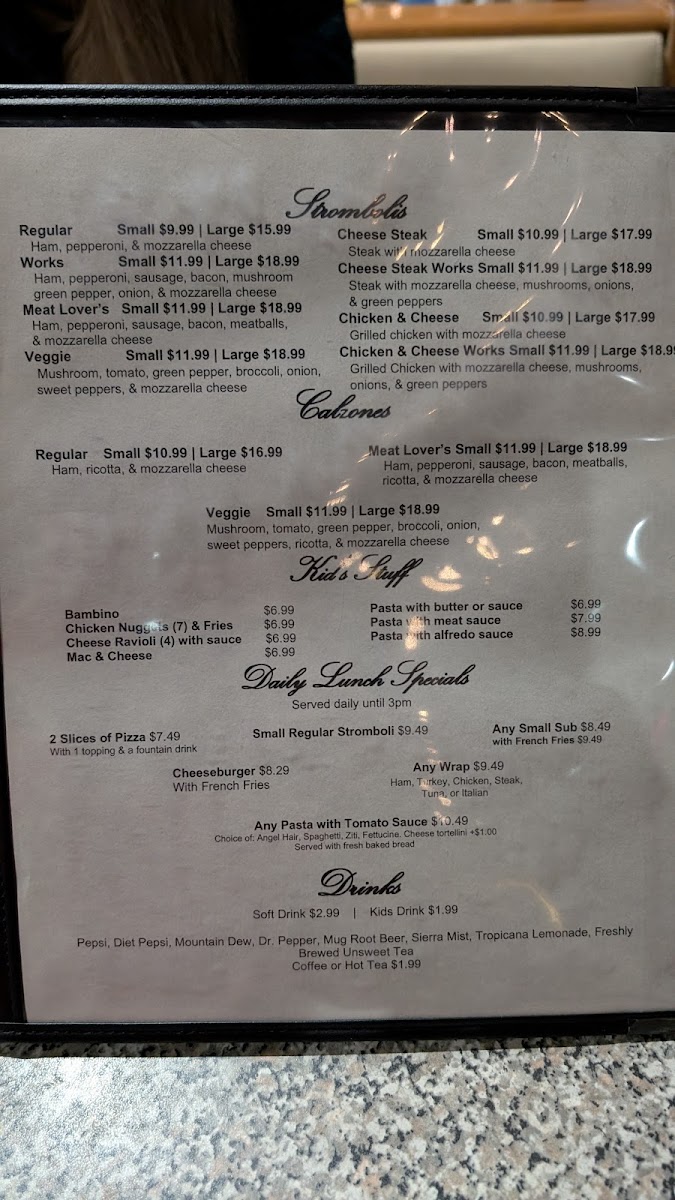 Strombolis
Regular Small $9.99 | Large $15.99
Ham, pepperoni, & mozzarella cheese
Works Small $11.99 | Large $18.99
Ham, pepperoni, sausage, bacon, mushroom
green pepper, onion, & mozzarella cheese
Meat Lover's Small $11.99 | Large $18.99
Ham, pepperoni, sausage, bacon, meatballs,
& mozzarella cheese
Veggie Small $11.99 | Large $18.99
Mushroom, tomato, green pepper, broccoli, onion,
sweet peppers, & mozzarella cheese
Cheese Steak Small $10.99 | Large $17.99
Steak with mozzarella cheese
Cheese Steak Works Small $11.99 | Large $18.99
Steak with mozzarella cheese, mushrooms, onions,
& green peppers
Chicken & Cheese Small $10.99 | Large $17.99
Grilled chicken with mozzarella cheese
Chicken & Cheese Works Small $11.99 | Large $18.9
Grilled Chicken with mozzarella cheese, mushrooms,
onions, & green peppers
Calzones
Regular Small $10.99 | Large $16.99
Ham, ricotta, & mozzarella cheese
Meat Lover's Small $11.99 | Large $18.99
Ham, pepperoni, sausage, bacon, meatballs,
ricotta, & mozzarella cheese
Veggie Small $11.99 | Large $18.99
Mushroom, tomato, green pepper, broccoli, onion,
sweet peppers, ricotta, & mozzarella cheese
Kid's Stuff
Bambino $6.99
Chicken Nuggets (7) & Fries $6.99
Cheese Ravioli (4) with sauce $6.99
Mac & Cheese $6.99
Pasta with butter or sauce $6.99
Pasta with meat sauce $7.99
Pasta with alfredo sauce $8.99
Daily Lunch Specials
Served daily until 3pm
2 Slices of Pizza $7.49
With 1 topping & a fountain drink
Small Regular Stromboli $9.49
Any Small Sub $8.49
with French Fries $9.49
Cheeseburger $8.29
With French Fries
Any Wrap $9.49
Ham, Turkey, Chicken, Steak,
Tuna, or Italian
Any Pasta with Tomato Sauce $10.49
Choice of: Angel Hair, Spaghetti, Ziti, Fettucine, Cheese tortellini +$1.00
Served with fresh baked bread
Drinks
Soft Drink $2.99 | Kids Drink $1.99
Pepsi, Diet Pepsi, Mountain Dew, Dr. Pepper, Mug Root Beer, Sierra Mist, Tropicana Lemonade, Freshly
Brewed Unsweet Tea
Coffee or Hot Tea $1.99